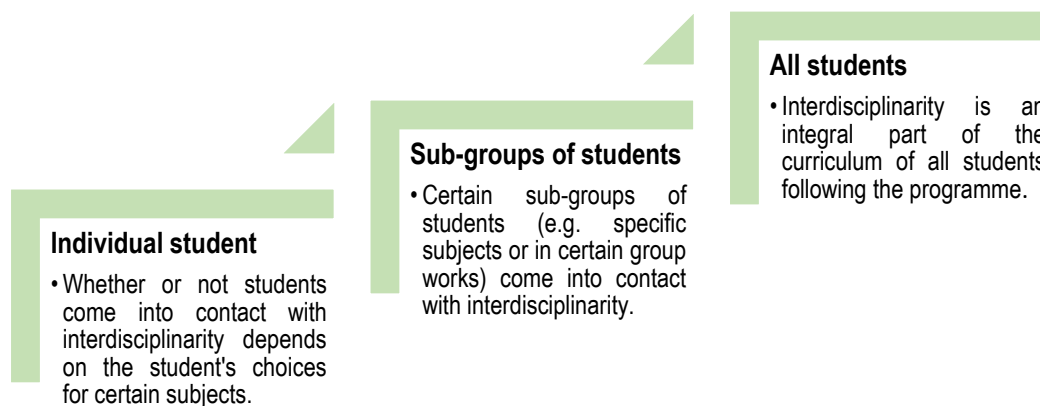 Individual student
• Whether or not students
come into contact with
interdisciplinarity depends
on the student's choices
for certain subjects.
Sub-groups of students
• Certain sub-groups of
students (e.g. specific
subjects or in certain group
works) come into contact
with interdisciplinarity.
All students
• Interdisciplinarity is an
integral part of the
curriculum of all students
following the programme.